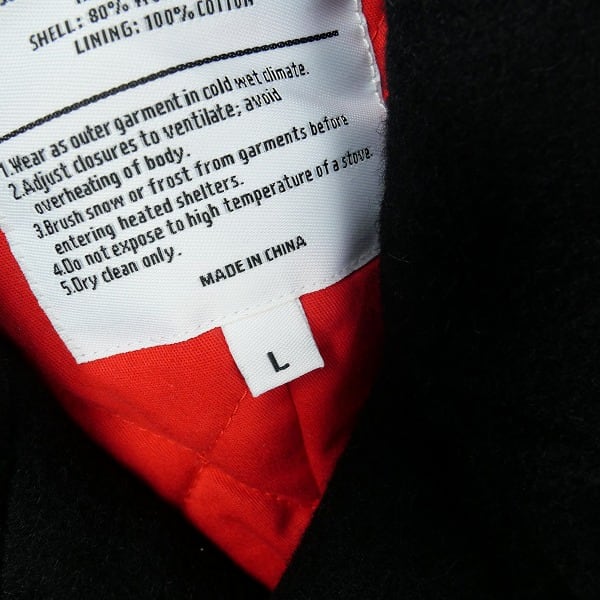 SHELL: 80%
LINING: 100% COTTON
1.Wear as outer garment in cold wet climate.
2.Adjust closures to ventilate; avoid
overheating of body.
3.Brush snow or frost from garments before
entering heated shelters.
4.Do not expose to high temperature of a stove.
5.Dry clean only.
MADE IN CHINA
L